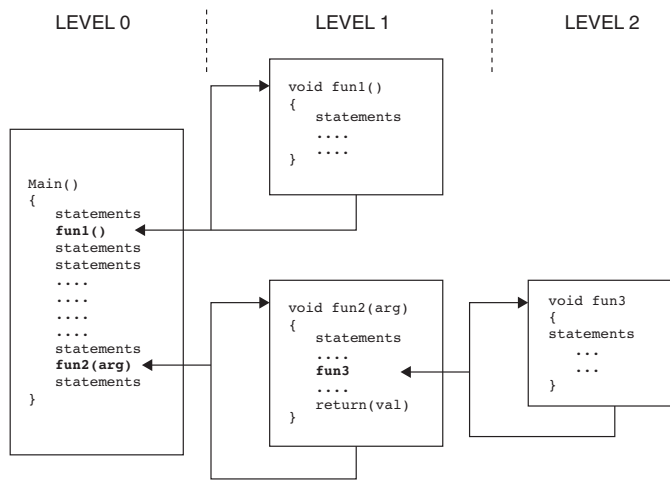 LEVEL 0
LEVEL 1
LEVEL 2
Main()
{
statements
fun1()
statements
statements
....
....
....
....
statements
fun2(arg)
statements
}
void fun1()
{
statements
....
....
}
void fun2(arg)
{
statements
....
fun3
....
return(val)
}
void fun3
{
statements
...
...
}